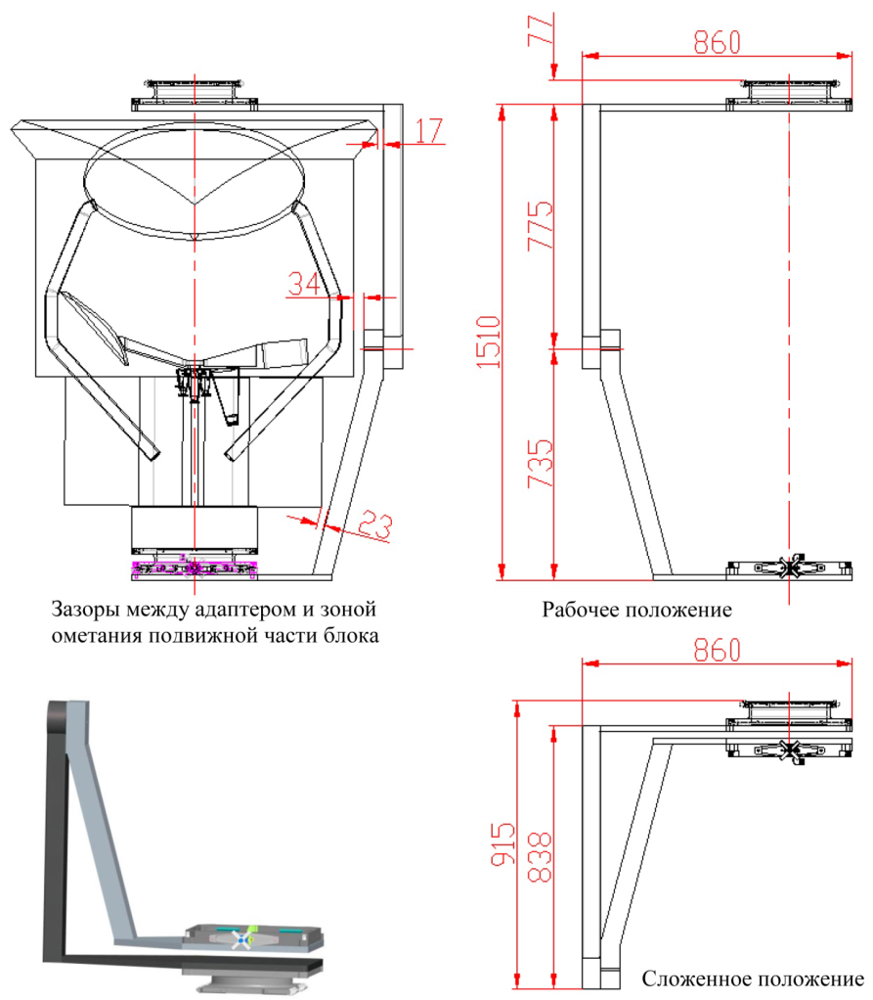 77
860
17
775
34
1510
735
23
Зазоры между адаптером и зоной
ометания подвижной части блока
Рабочее положение
860
915
838
Сложенное положение